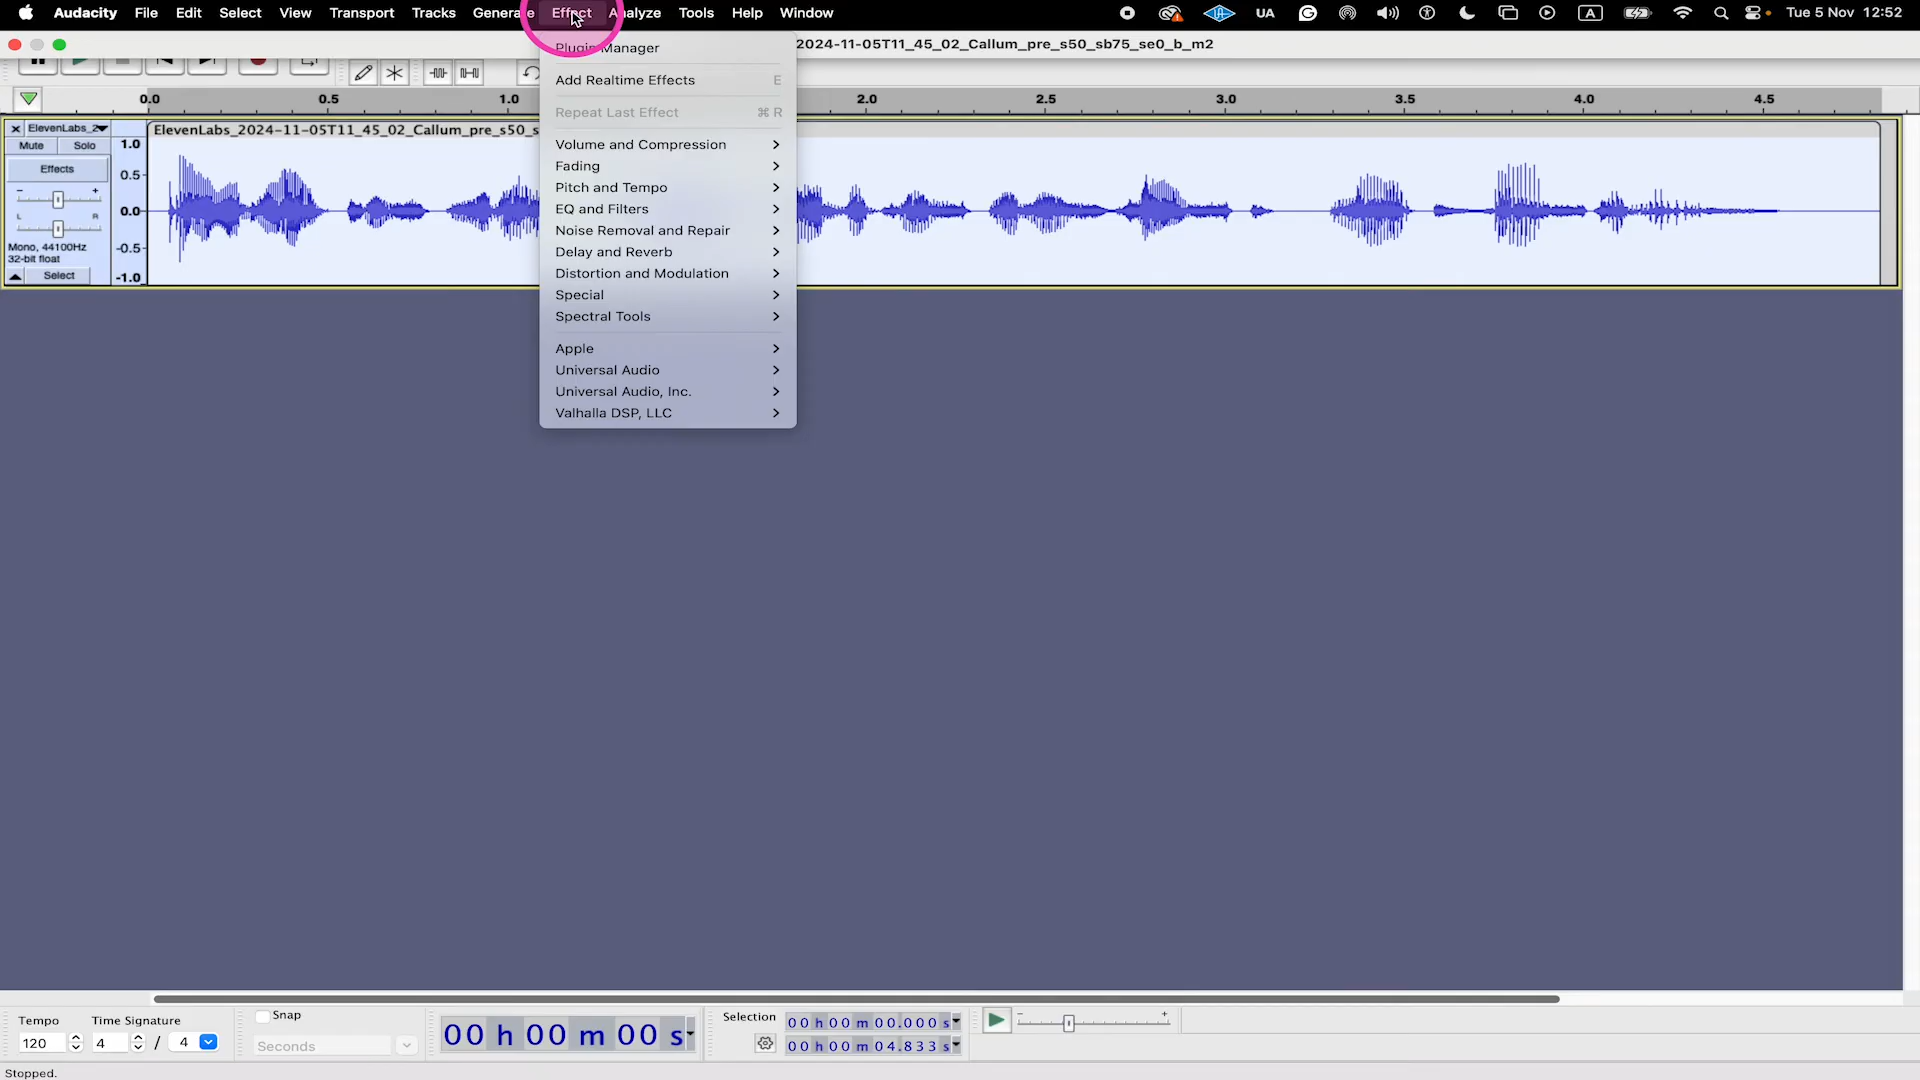 Audacity File Edit Select View Transport Tracks Generate Effect Analyze Tools Help Window UA A Tue 5 Nov 12:52
2024-11-05T11_45_02_Callum_pre_s50_sb75_se0_b_m2
Plugin Manager
Add Realtime Effects E
Repeat Last Effect ⌘ R
Volume and Compression
Fading
Pitch and Tempo
EQ and Filters
Noise Removal and Repair
Delay and Reverb
Distortion and Modulation
Special
Spectral Tools
Apple
Universal Audio
Universal Audio, Inc.
Valhalla DSP, LLC
0.0 0.5 1.0 2.0 2.5 3.0 3.5 4.0 4.5
ElevenLabs_2
ElevenLabs_2024-11-05T11_45_02_Callum_pre_s50_s
Mute Solo
Effects
- +
L R
Mono, 44100Hz
32-bit float
Select
1.0
0.5-
0.0-
-0.5-
-1.0
Tempo
120
Time Signature
4 / 4
Snap
Seconds
00 h 00 m 00 s
Selection
00 h 00 m 00.000 s
00 h 00 m 04.833 s
- +
Stopped.